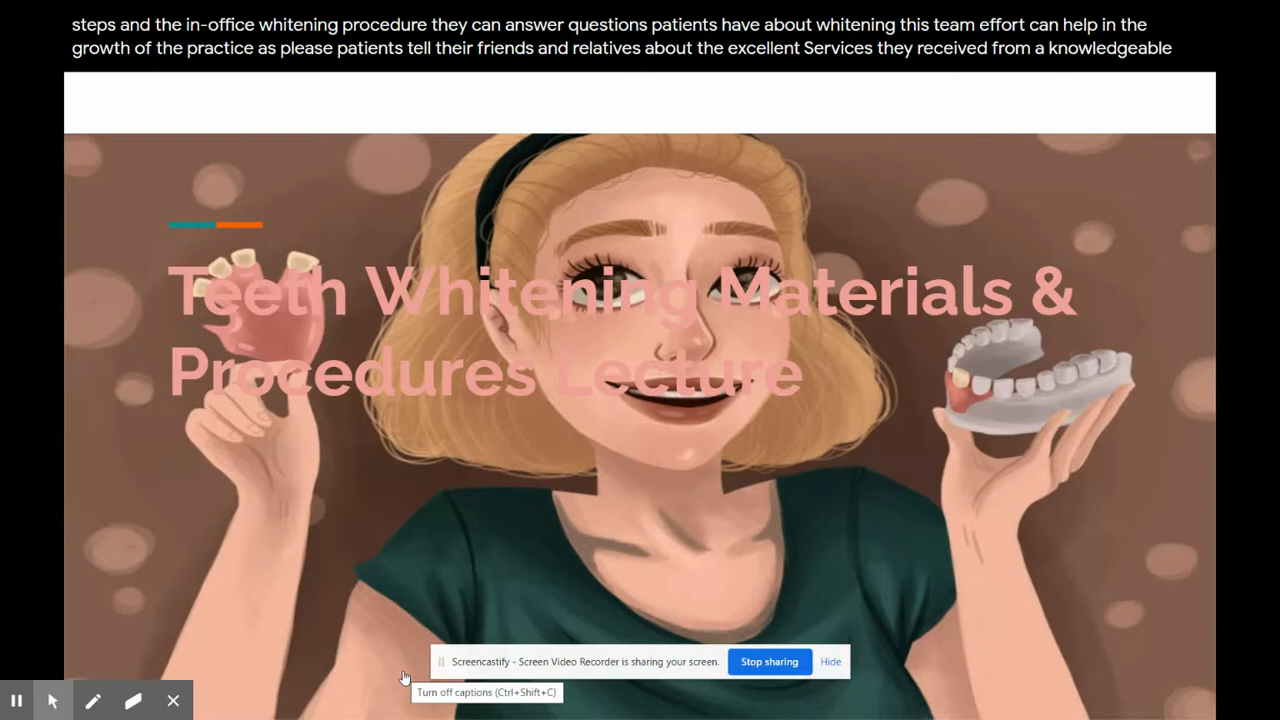 steps and the in-office whitening procedure they can answer questions patients have about whitening this team effort can help in the
growth of the practice as please patients tell their friends and relatives about the excellent Services they received from a knowledgeable
Teeth Whitening Materials &
Procedures Lecture
Screencastify - Screen Video Recorder is sharing your screen.
Stop sharing
Hide
Turn off captions (Ctrl+Shift+C)